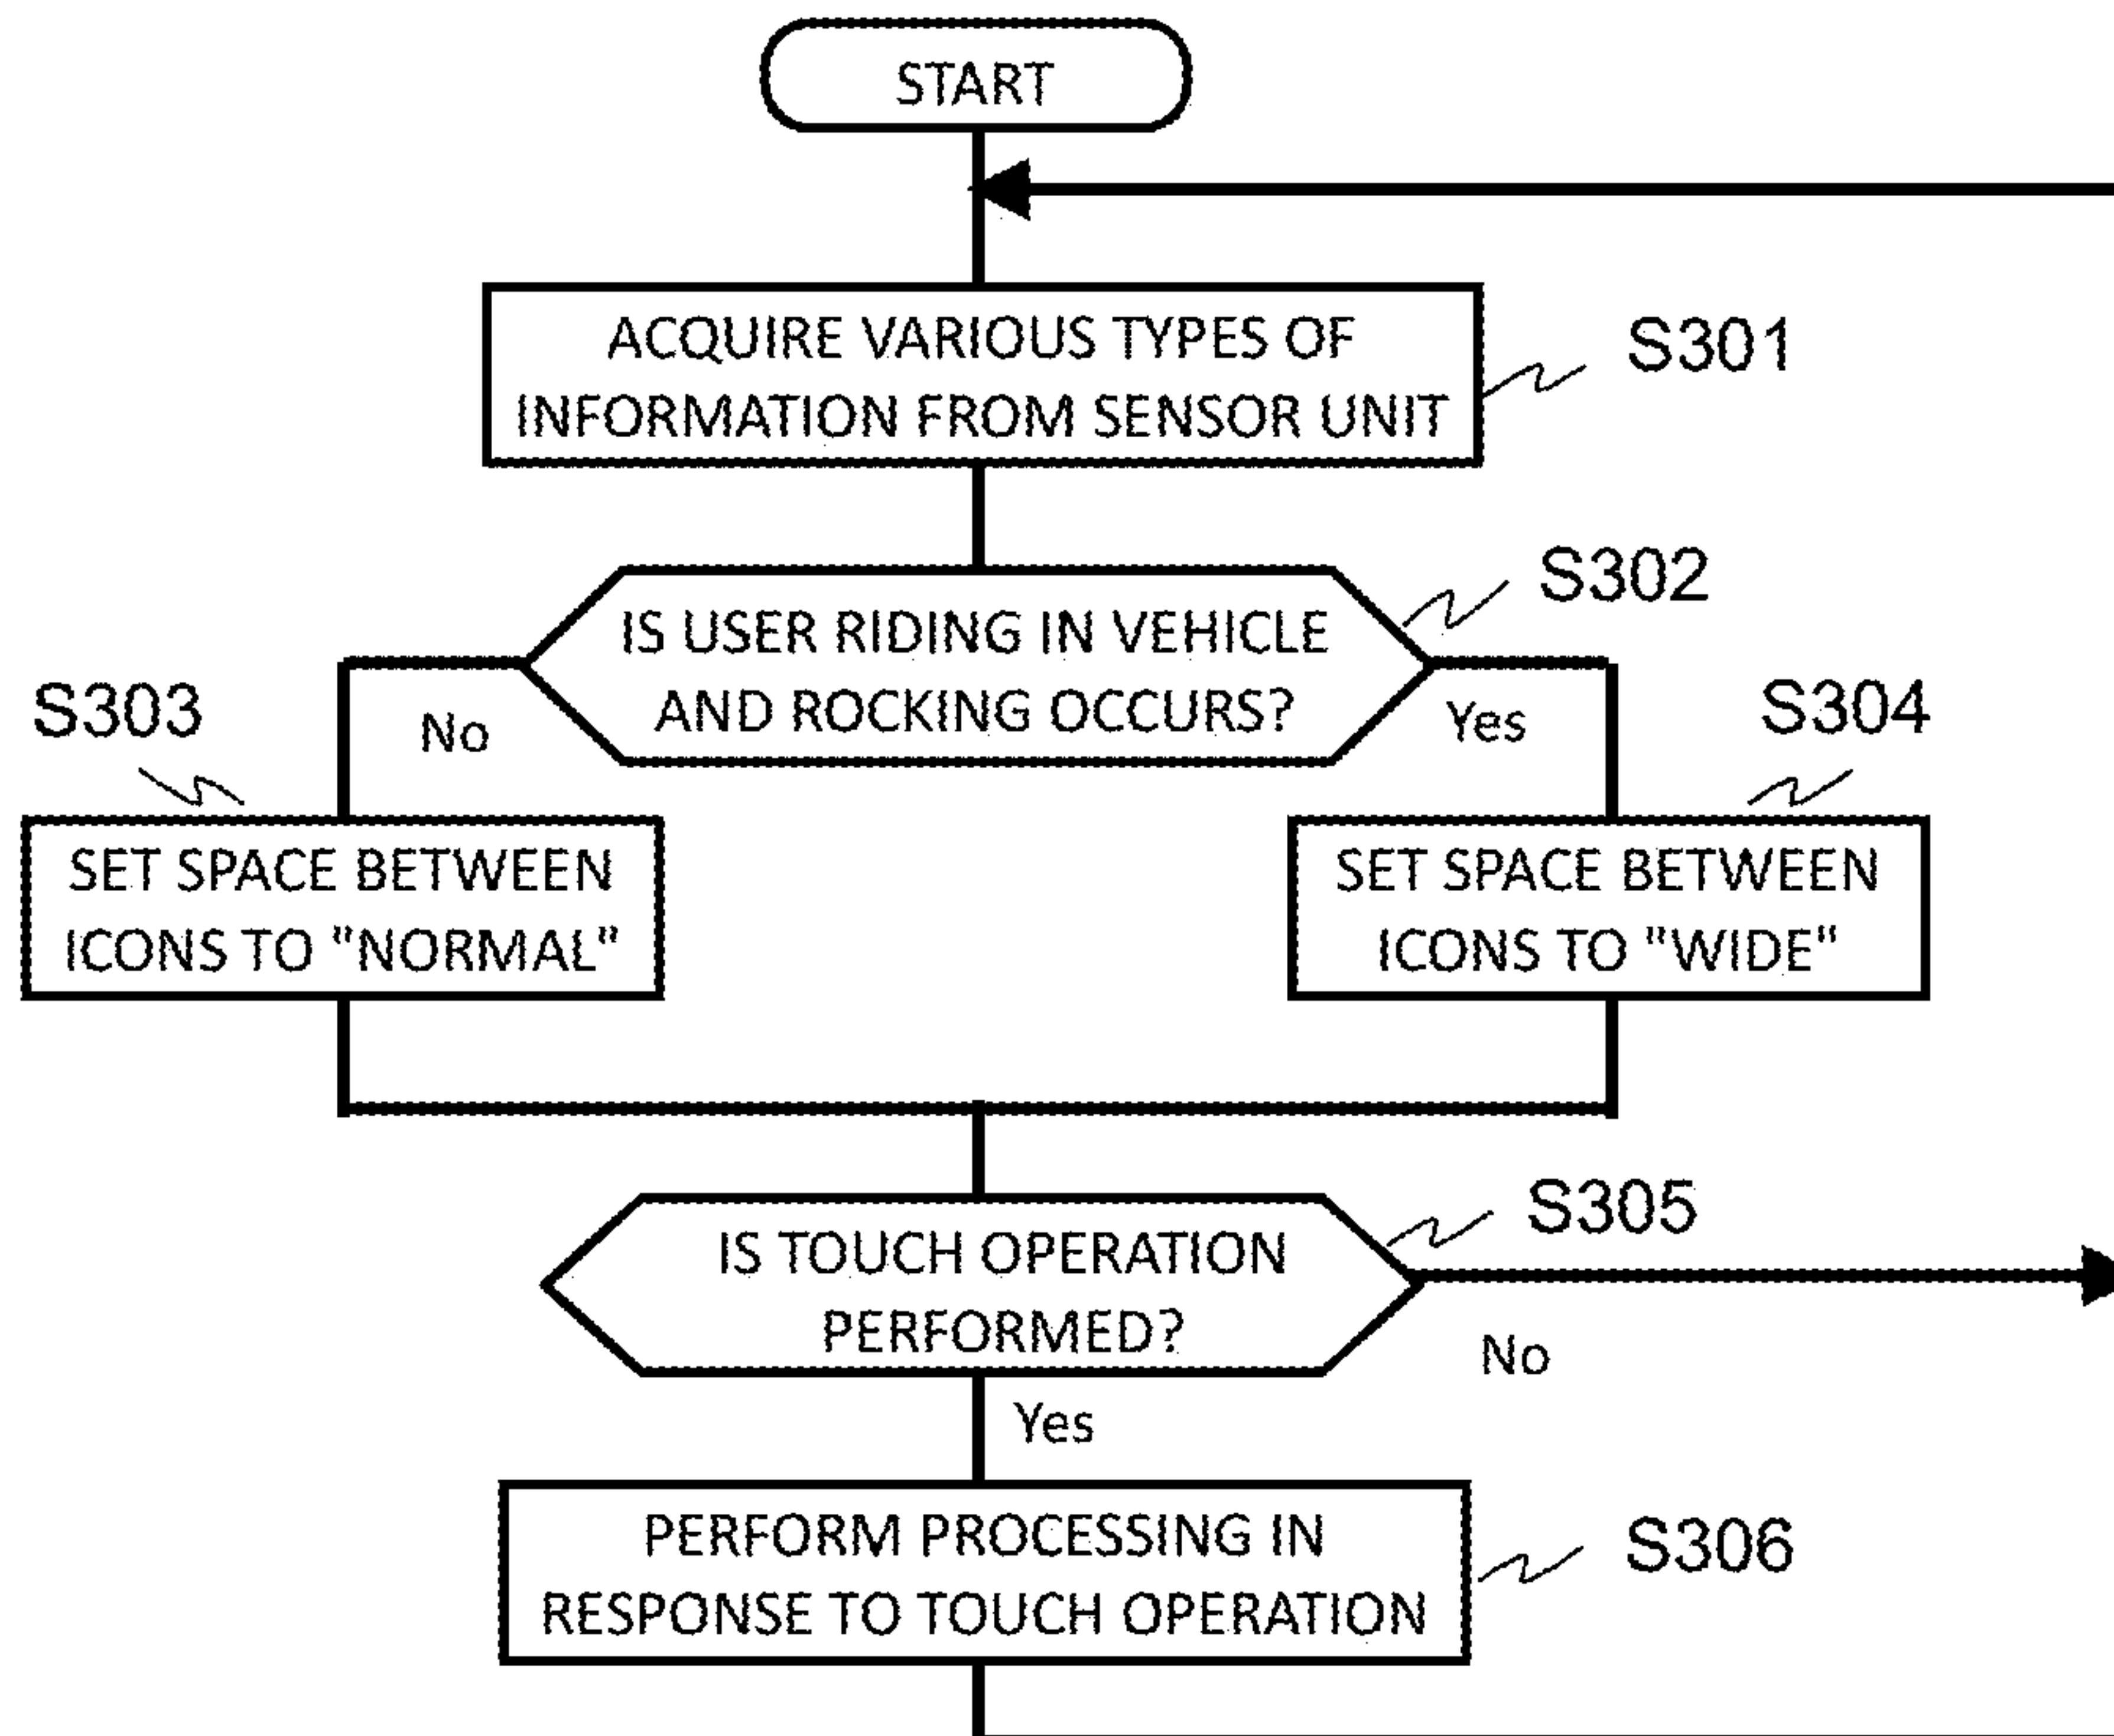 START
ACQUIRE VARIOUS TYPES OF
INFORMATION FROM SENSOR UNIT
S301
IS USER RIDING IN VEHICLE
AND ROCKING OCCURS?
S302
S303
No
Yes
S304
SET SPACE BETWEEN
ICONS TO "NORMAL"
SET SPACE BETWEEN
ICONS TO "WIDE"
IS TOUCH OPERATION
PERFORMED?
S305
No
Yes
PERFORM PROCESSING IN
RESPONSE TO TOUCH OPERATION
S306